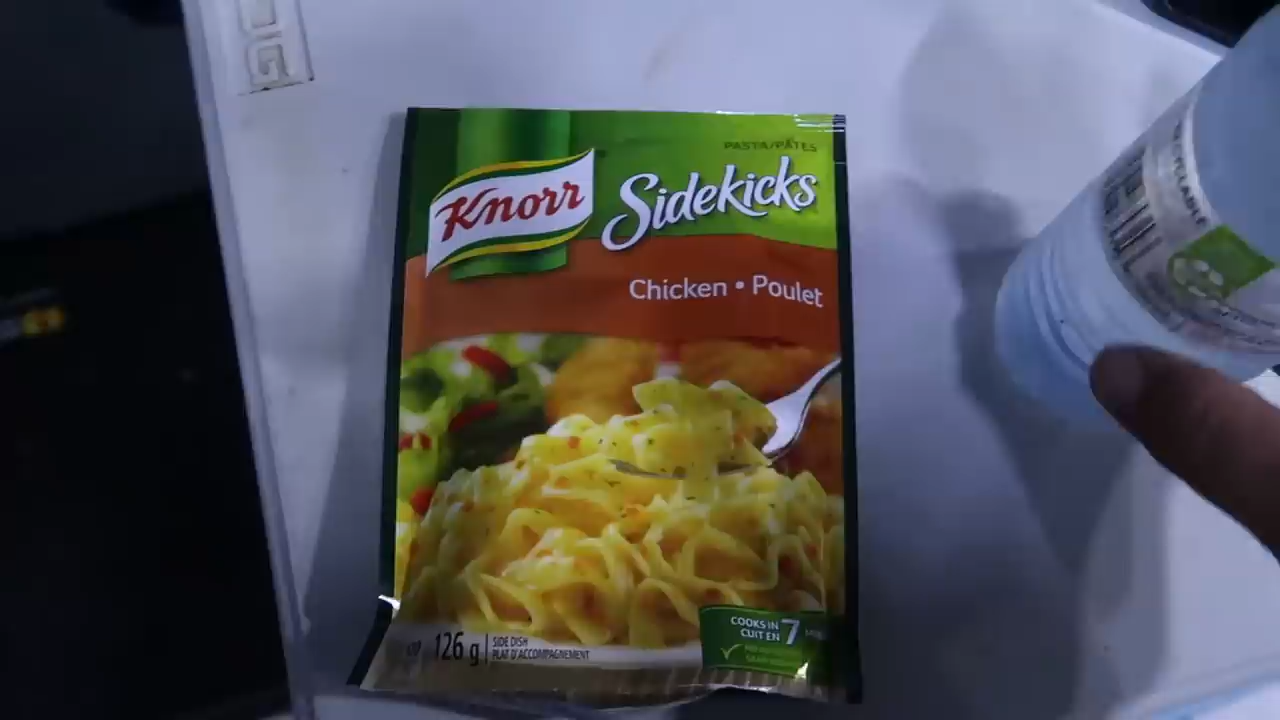 PASTA/PÂTES
Knorr
Sidekicks
Chicken • Poulet
126 g
SIDE DISH
PLAT D'ACCOMPAGNEMENT
COOKS IN
CUIT EN 7